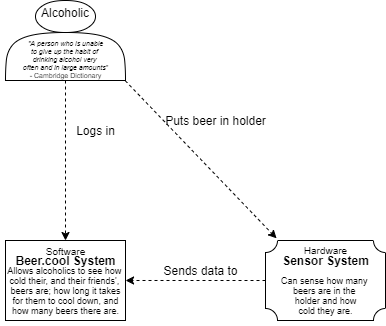 Alcoholic
"A person who is unable
to give up the habit of
drinking alcohol very
often and in large amounts"
- Cambridge Dictionary
Logs in
Puts beer in holder
Software
Beer.cool System
Allows alcoholics to see how
cold their, and their friends',
beers are; how long it takes
for them to cool down, and
how many beers there are.
Sends data to
Hardware
Sensor System
Can sense how many
beers are in the
holder and how
cold they are.